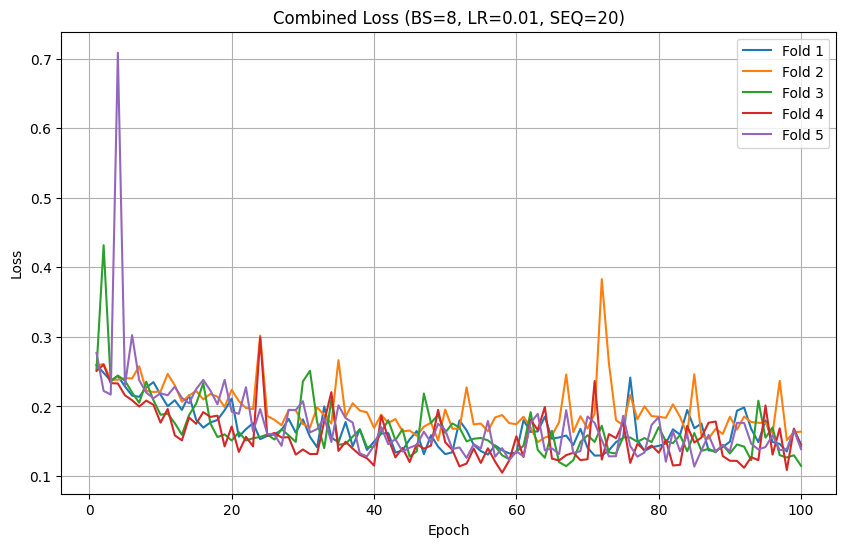 Combined Loss (BS=8, LR=0.01, SEQ=20)
Fold 1
Fold 2
Fold 3
Fold 4
Fold 5
Loss
0.7
0.6
0.5
0.4
0.3
0.2
0.1
0 20 40 60 80 100
Epoch